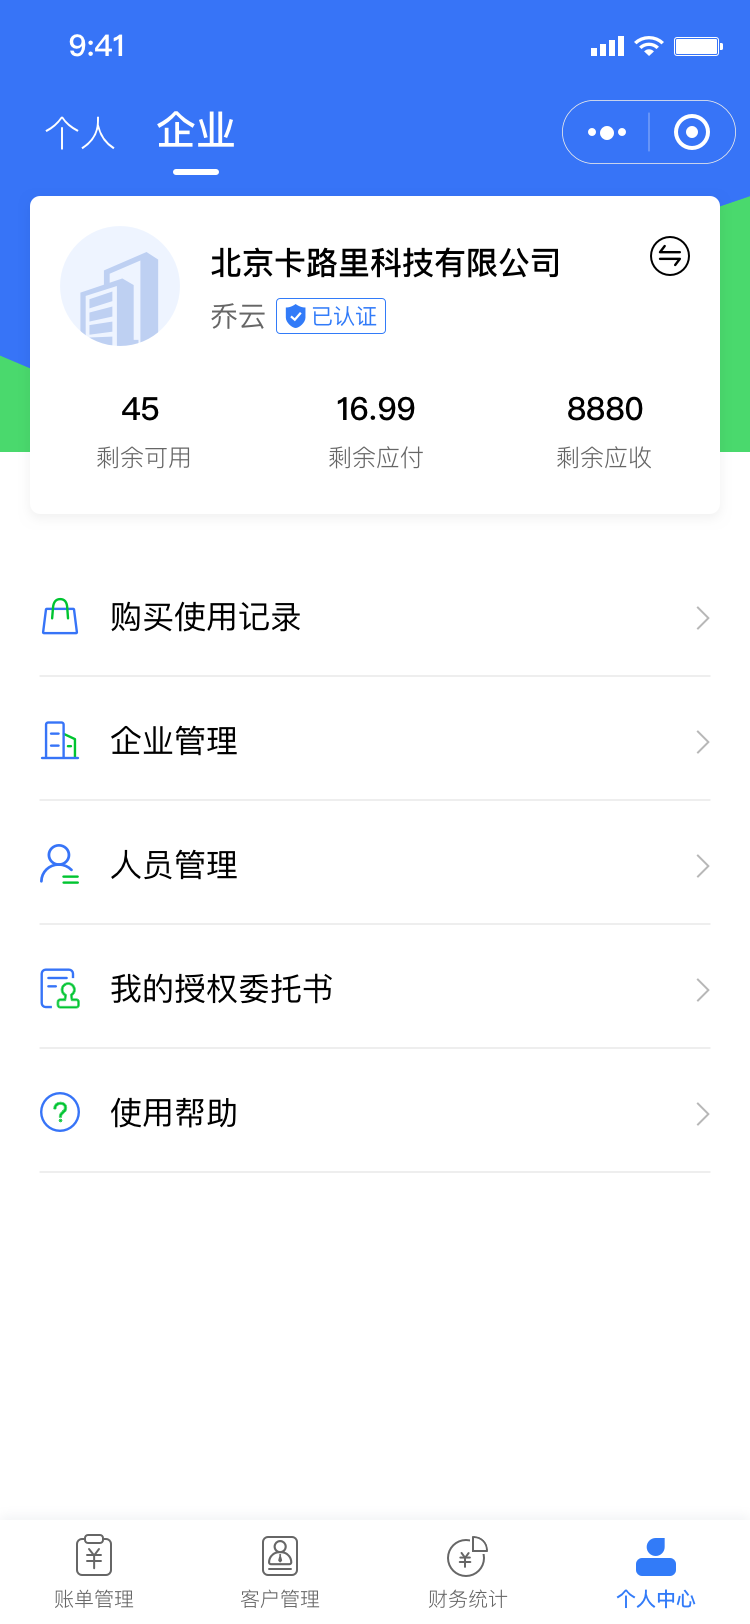 9:41
个人 企业
北京卡路里科技有限公司
乔云 已认证
45 16.99 8880
剩余可用 剩余应付 剩余应收
购买使用记录
企业管理
人员管理
我的授权委托书
使用帮助
账单管理 客户管理 财务统计 个人中心